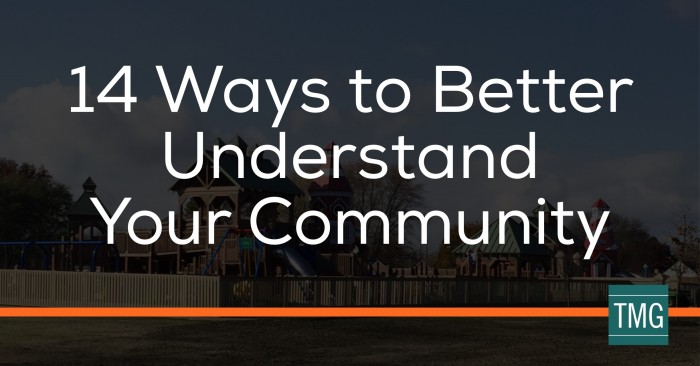 14 Ways to Better
Understand
Your Community
TMG